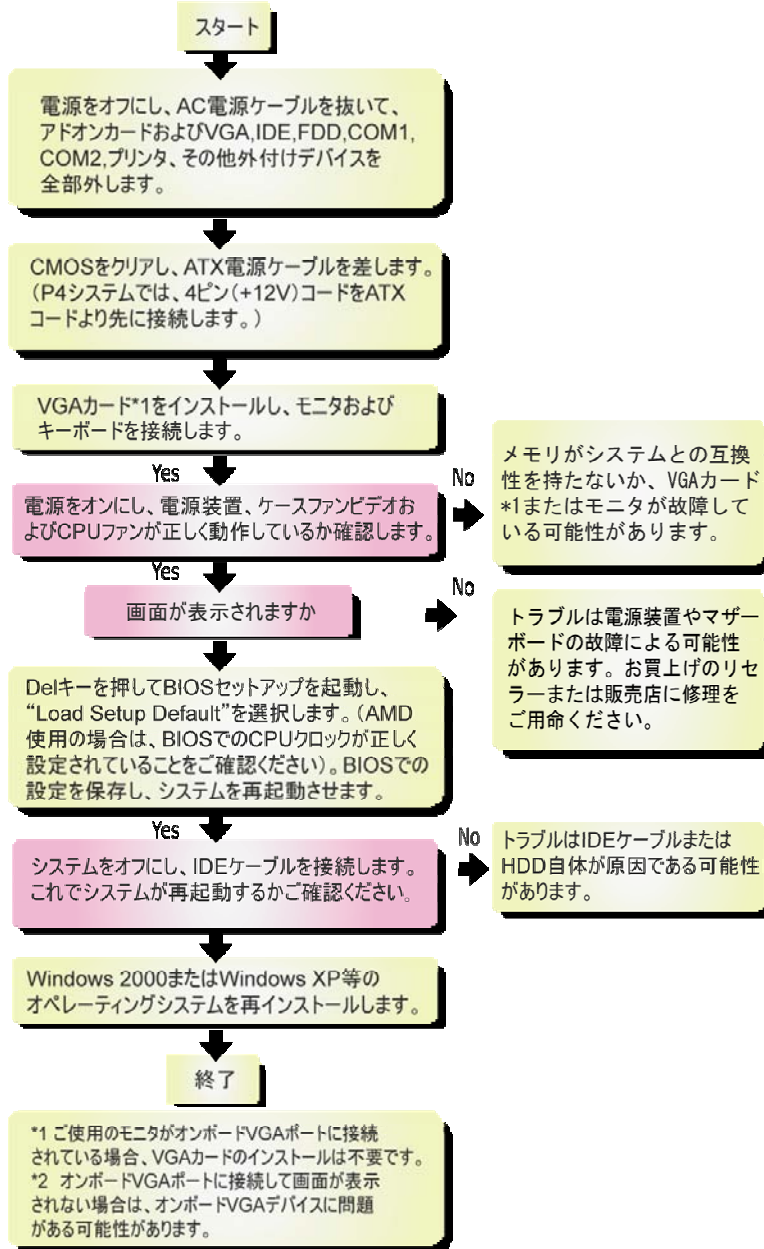 スタート
電源をオフにし、AC電源ケーブルを抜いて、
アドオンカードおよびVGA,IDE,FDD,COM1,
COM2,プリンタ、その他外付けデバイスを
全部外します。
CMOSをクリアし、ATX電源ケーブルを差します。
（P4システムでは、4ピン（+12V）コードをATX
コードより先に接続します。）
VGAカード*1をインストールし、モニタおよび
キーボードを接続します。
Yes
電源をオンにし、電源装置、ケースファンビデオお
よびCPUファンが正しく動作しているか確認します。
No
メモリがシステムとの互換
性を持たないか、VGAカード
*1またはモニタが故障して
いる可能性があります。
Yes
画面が表示されますか
No
トラブルは電源装置やマザー
ボードの故障による可能性
があります。お買上げのリセ
ラーまたは販売店に修理を
ご用命ください。
Delキーを押してBIOSセットアップを起動し、
“Load Setup Default”を選択します。（AMD
使用の場合は、BIOSでのCPUクロックが正しく
設定されていることをご確認ください）。BIOSでの
設定を保存し、システムを再起動させます。
Yes
システムをオフにし、IDEケーブルを接続します。
これでシステムが再起動するかご確認ください。
No
トラブルはIDEケーブルまたは
HDD自体が原因である可能性
があります。
Windows 2000またはWindows XP等の
オペレーティングシステムを再インストールします。
終了
*1 ご使用のモニタがオンボードVGAポートに接続
されている場合、VGAカードのインストールは不要です。
*2 オンボードVGAポートに接続して画面が表示
されない場合は、オンボードVGAデバイスに問題
がある可能性があります。